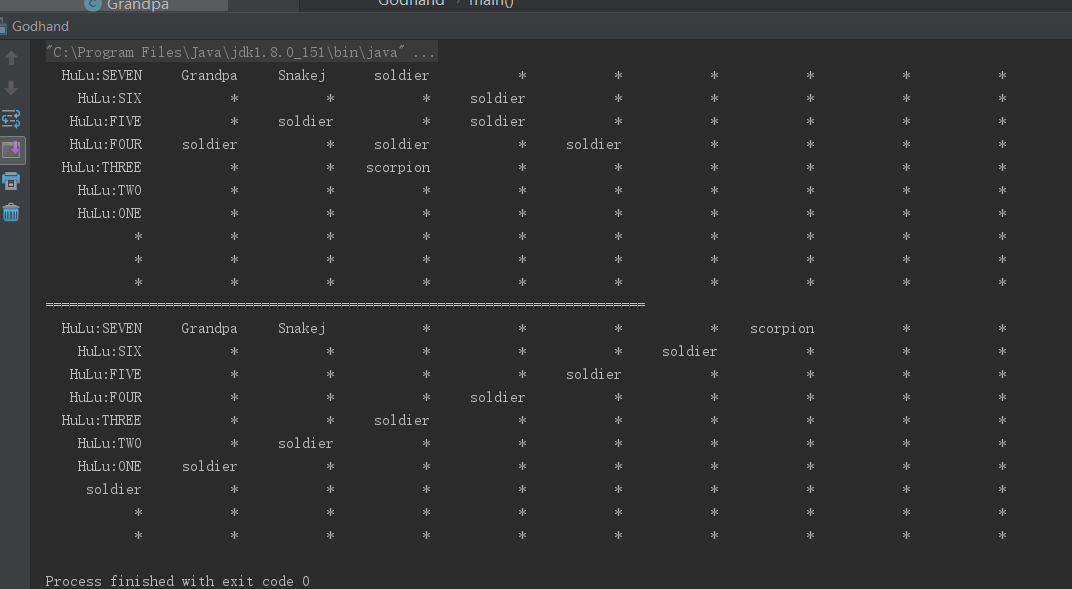 Grandpa Godhand › main()
Godhand
"C:\Program Files\Java\jdk1.8.0_151\bin\java" ...
HuLu:SEVEN Grandpa Snakej soldier * * * * * *
HuLu:SIX * * * soldier * * * * *
HuLu:FIVE * soldier * soldier * * * * *
HuLu:FOUR soldier * soldier * soldier * * * *
HuLu:THREE * * scorpion * * * * * *
HuLu:TWO * * * * * * * * *
HuLu:ONE * * * * * * * * *
* * * * * * * * * *
* * * * * * * * * *
* * * * * * * * * *
===========================================================================
HuLu:SEVEN Grandpa Snakej * * * * scorpion * *
HuLu:SIX * * * * * soldier * * *
HuLu:FIVE * * * * soldier * * * *
HuLu:FOUR * * * soldier * * * * *
HuLu:THREE * * soldier * * * * * *
HuLu:TWO * soldier * * * * * * *
HuLu:ONE soldier * * * * * * * *
soldier * * * * * * * * *
* * * * * * * * * *
* * * * * * * * * *
Process finished with exit code 0